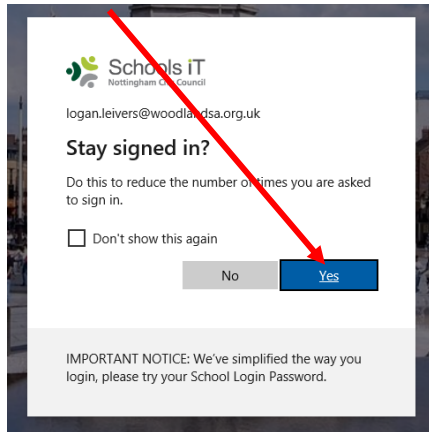 Schools iT
Nottingham City Council
logan.leivers@woodlandsa.org.uk
Stay signed in?
Do this to reduce the number of times you are asked
to sign in.
Don't show this again
No
Yes
IMPORTANT NOTICE: We've simplified the way you
login, please try your School Login Password.